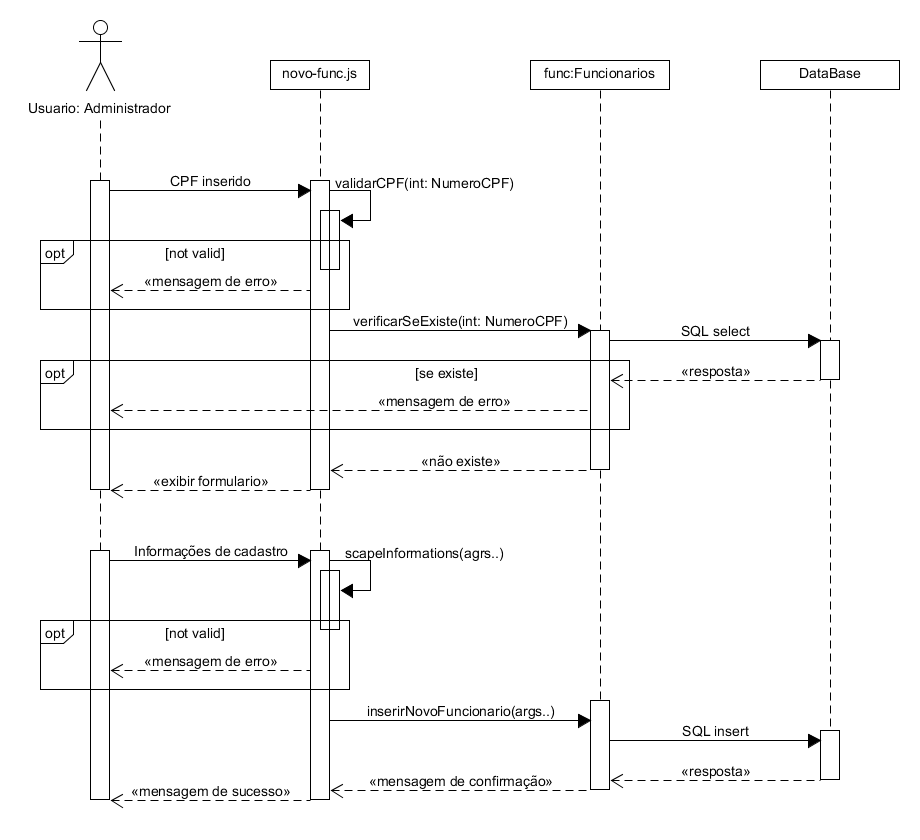 novo-func.js
func:Funcionarios
DataBase
Usuario: Administrador
CPF inserido
validarCPF(int: NumeroCPF)
opt
[not valid]
«mensagem de erro»
verificarSeExiste(int: NumeroCPF)
SQL select
opt
[se existe]
«resposta»
«mensagem de erro»
«não existe»
«exibir formulario»
Informações de cadastro
scapeInformations(agrs..)
opt
[not valid]
«mensagem de erro»
inserirNovoFuncionario(args..)
SQL insert
«resposta»
«mensagem de confirmação»
«mensagem de sucesso»